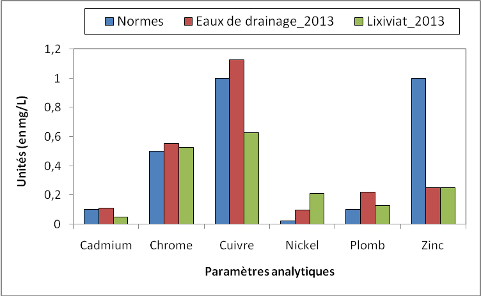 Normes Eaux de drainage_2013 Lixiviat_2013
Unités (en mg/L)
1,2
1
0,8
0,6
0,4
0,2
0
Cadmium Chrome Cuivre Nickel Plomb Zinc
Paramètres analytiques